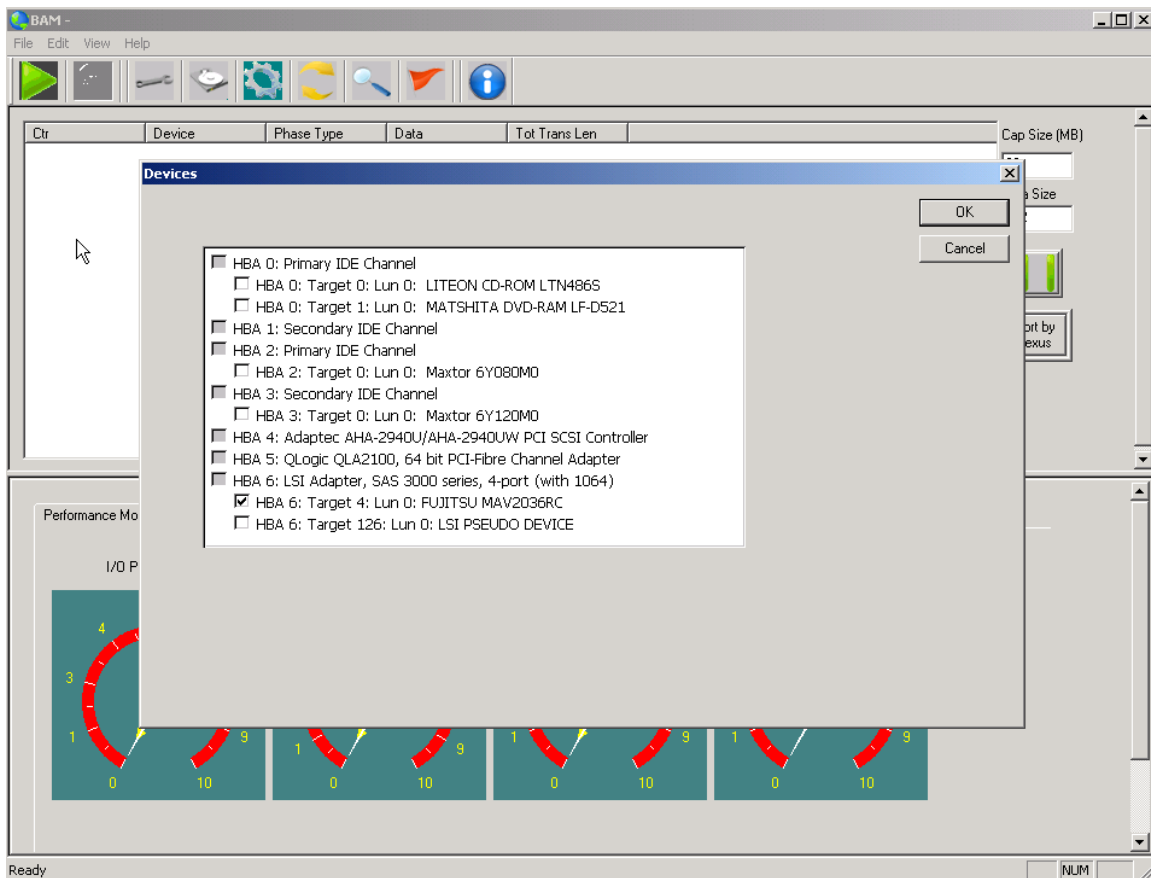 BAM -
File Edit View Help
Ctr Device Phase Type Data Tot Trans Len
Cap Size (MB)
Devices
Size
OK
Cancel
HBA 0: Primary IDE Channel
HBA 0: Target 0: Lun 0: LITEON CD-ROM LTN486S
HBA 0: Target 1: Lun 0: MATSHITA DVD-RAM LF-D521
HBA 1: Secondary IDE Channel
HBA 2: Primary IDE Channel
HBA 2: Target 0: Lun 0: Maxtor 6Y080M0
HBA 3: Secondary IDE Channel
HBA 3: Target 0: Lun 0: Maxtor 6Y120M0
HBA 4: Adaptec AHA-2940U/AHA-2940UW PCI SCSI Controller
HBA 5: QLogic QLA2100, 64 bit PCI-Fibre Channel Adapter
HBA 6: LSI Adapter, SAS 3000 series, 4-port (with 1064)
HBA 6: Target 4: Lun 0: FUJITSU MAV2036RC
HBA 6: Target 126: Lun 0: LSI PSEUDO DEVICE
by
Performance Mo
I/O P
4
3
1 9 1 9 1 9 1 9
0 10 0 10 0 10 0 10
Ready
NUM